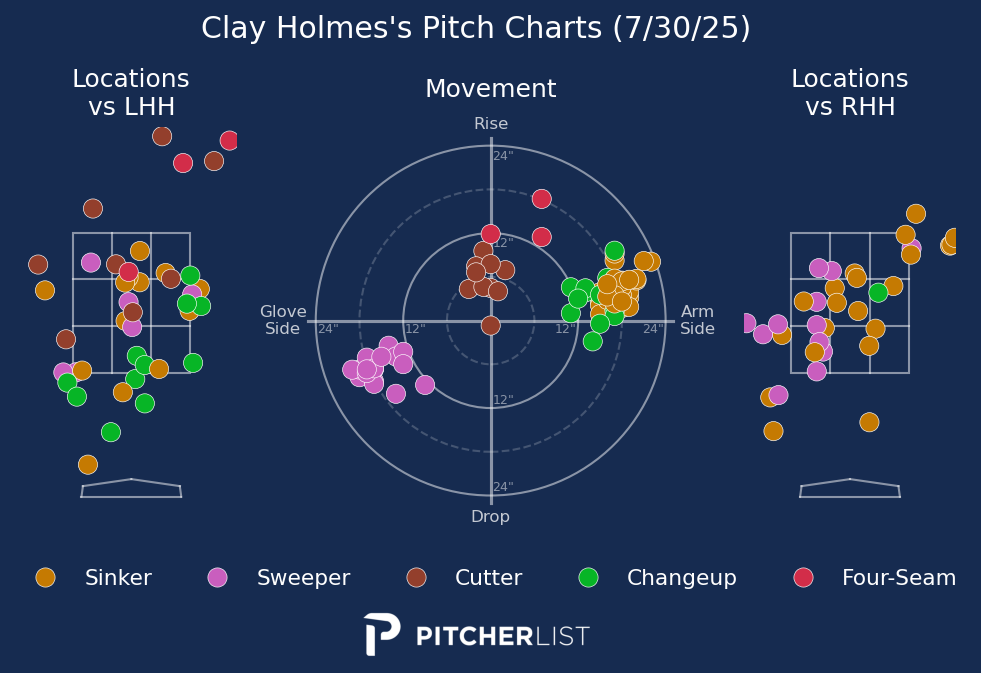 Clay Holmes's Pitch Charts (7/30/25)
Locations
vs LHH
Movement
Locations
vs RHH
Rise
24"
12"
Glove
Side
24"
12"
12"
24"
Arm
Side
12"
24"
Drop
Sinker
Sweeper
Cutter
Changeup
Four-Seam
PITCHERLIST